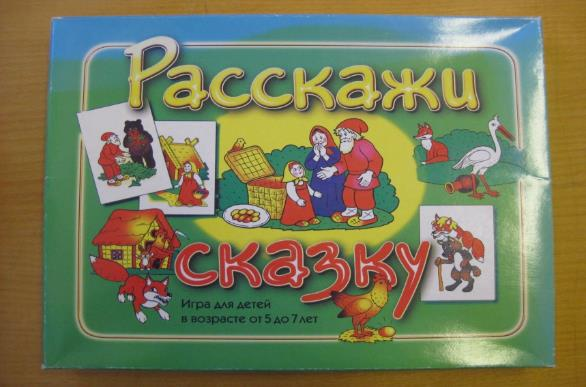 Расскажи
сказку
Игра для детей
в возрасте от 5 до 7 лет